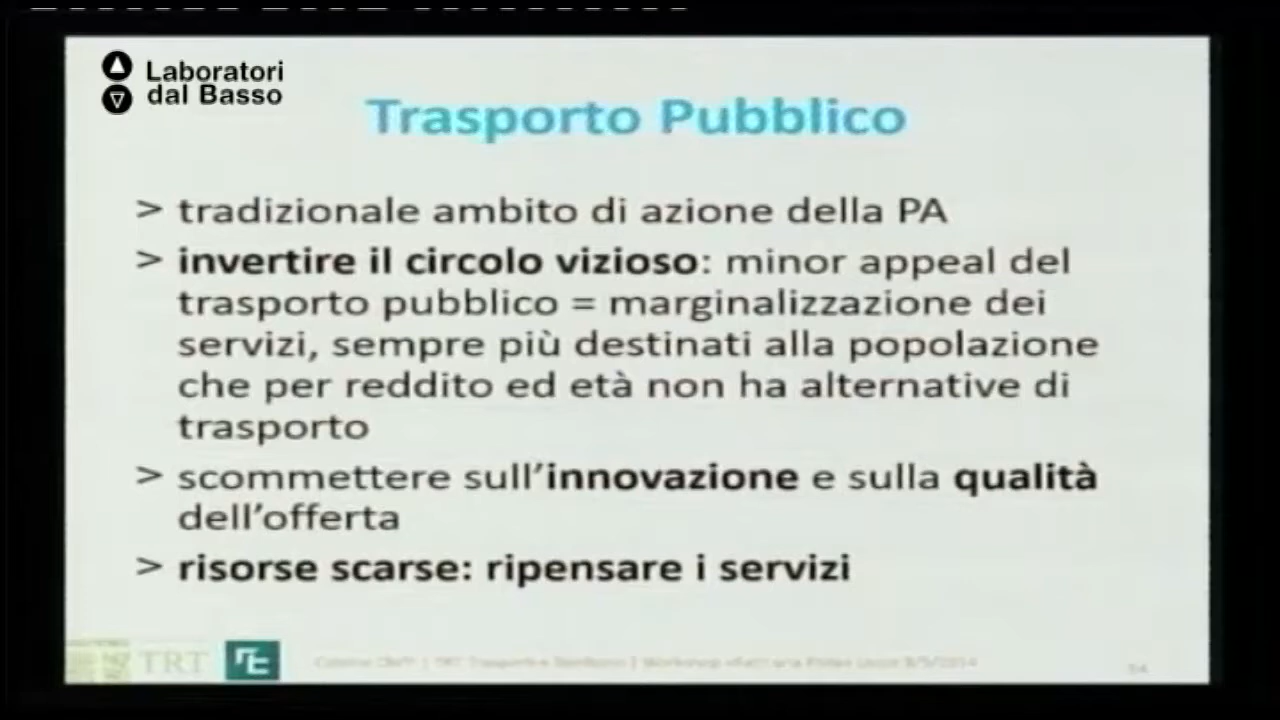 Laboratori
dal Basso
Trasporto Pubblico
> tradizionale ambito di azione della PA
> invertire il circolo vizioso: minor appeal del
trasporto pubblico = marginalizzazione dei
servizi, sempre più destinati alla popolazione
che per reddito ed età non ha alternative di
trasporto
> scommettere sull'innovazione e sulla qualità
dell'offerta
> risorse scarse: ripensare i servizi
TRT